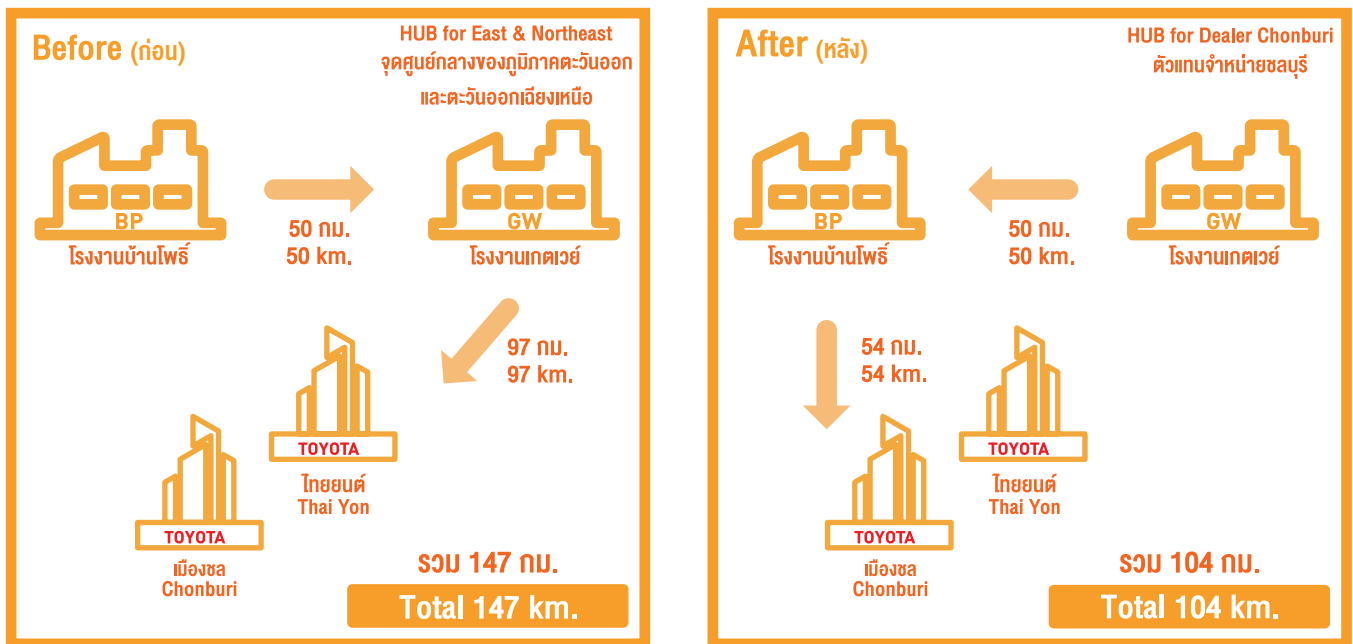 Before (ก่อน)
HUB for East & Northeast
จุดศูนย์กลางของภูมิภาคตะวันออก
และตะวันออกเฉียงเหนือ
BP
โรงงานบ้านโพธิ์
50 กม.
50 km.
GW
โรงงานเกตเวย์
97 กม.
97 km.
TOYOTA
ไทยยนต์
Thai Yon
TOYOTA
เมืองชล
Chonburi
รวม 147 กม.
Total 147 km.
After (หลัง)
HUB for Dealer Chonburi
ตัวแทนจำหน่ายชลบุรี
BP
โรงงานบ้านโพธิ์
50 กม.
50 km.
GW
โรงงานเกตเวย์
54 กม.
54 km.
TOYOTA
ไทยยนต์
Thai Yon
TOYOTA
เมืองชล
Chonburi
รวม 104 กม.
Total 104 km.